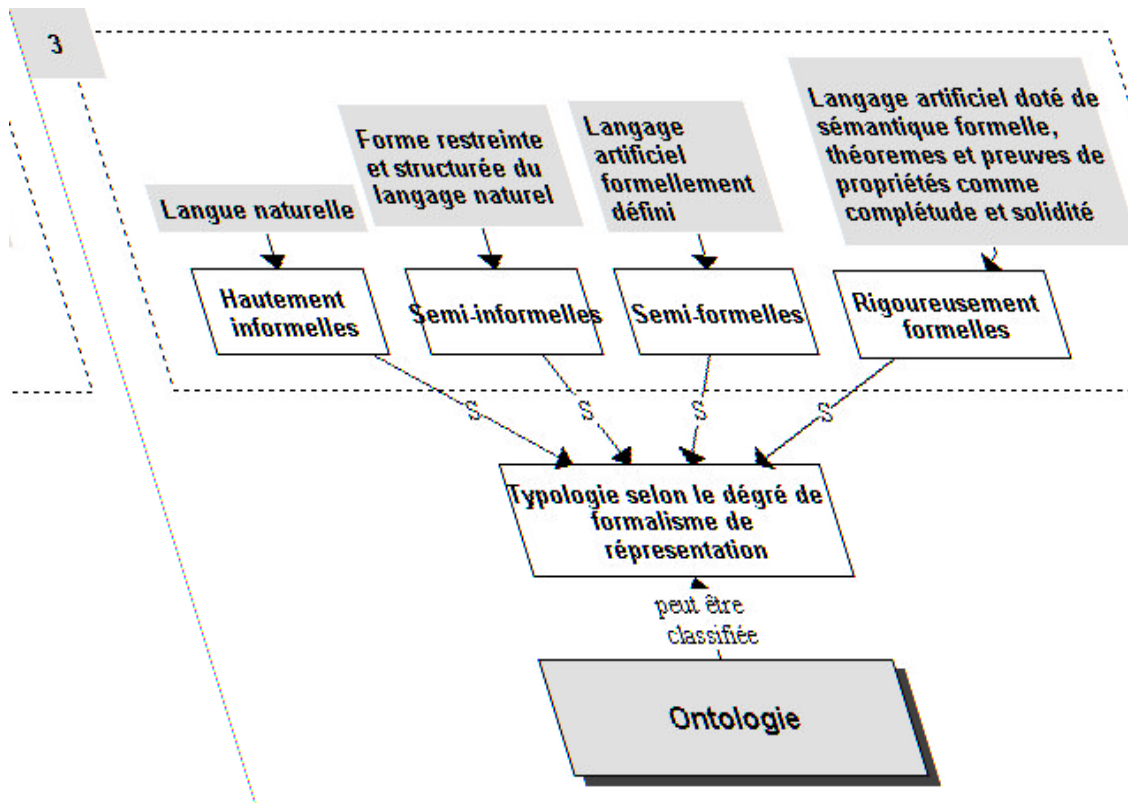 3
Langage artificiel doté de
sémantique formelle,
théoremes et preuves de
propriétés comme
complétude et solidité
Langage
artificiel
formellement
défini
Forme restreinte
et structurée du
langage naturel
Langue naturelle
Hautement
informelles
Semi-informelles
Semi-formelles
Rigoureusement
formelles
S
S
S
S
Typologie selon le dégré de
formalisme de
réprésentation
peut être
classifiée
Ontologie